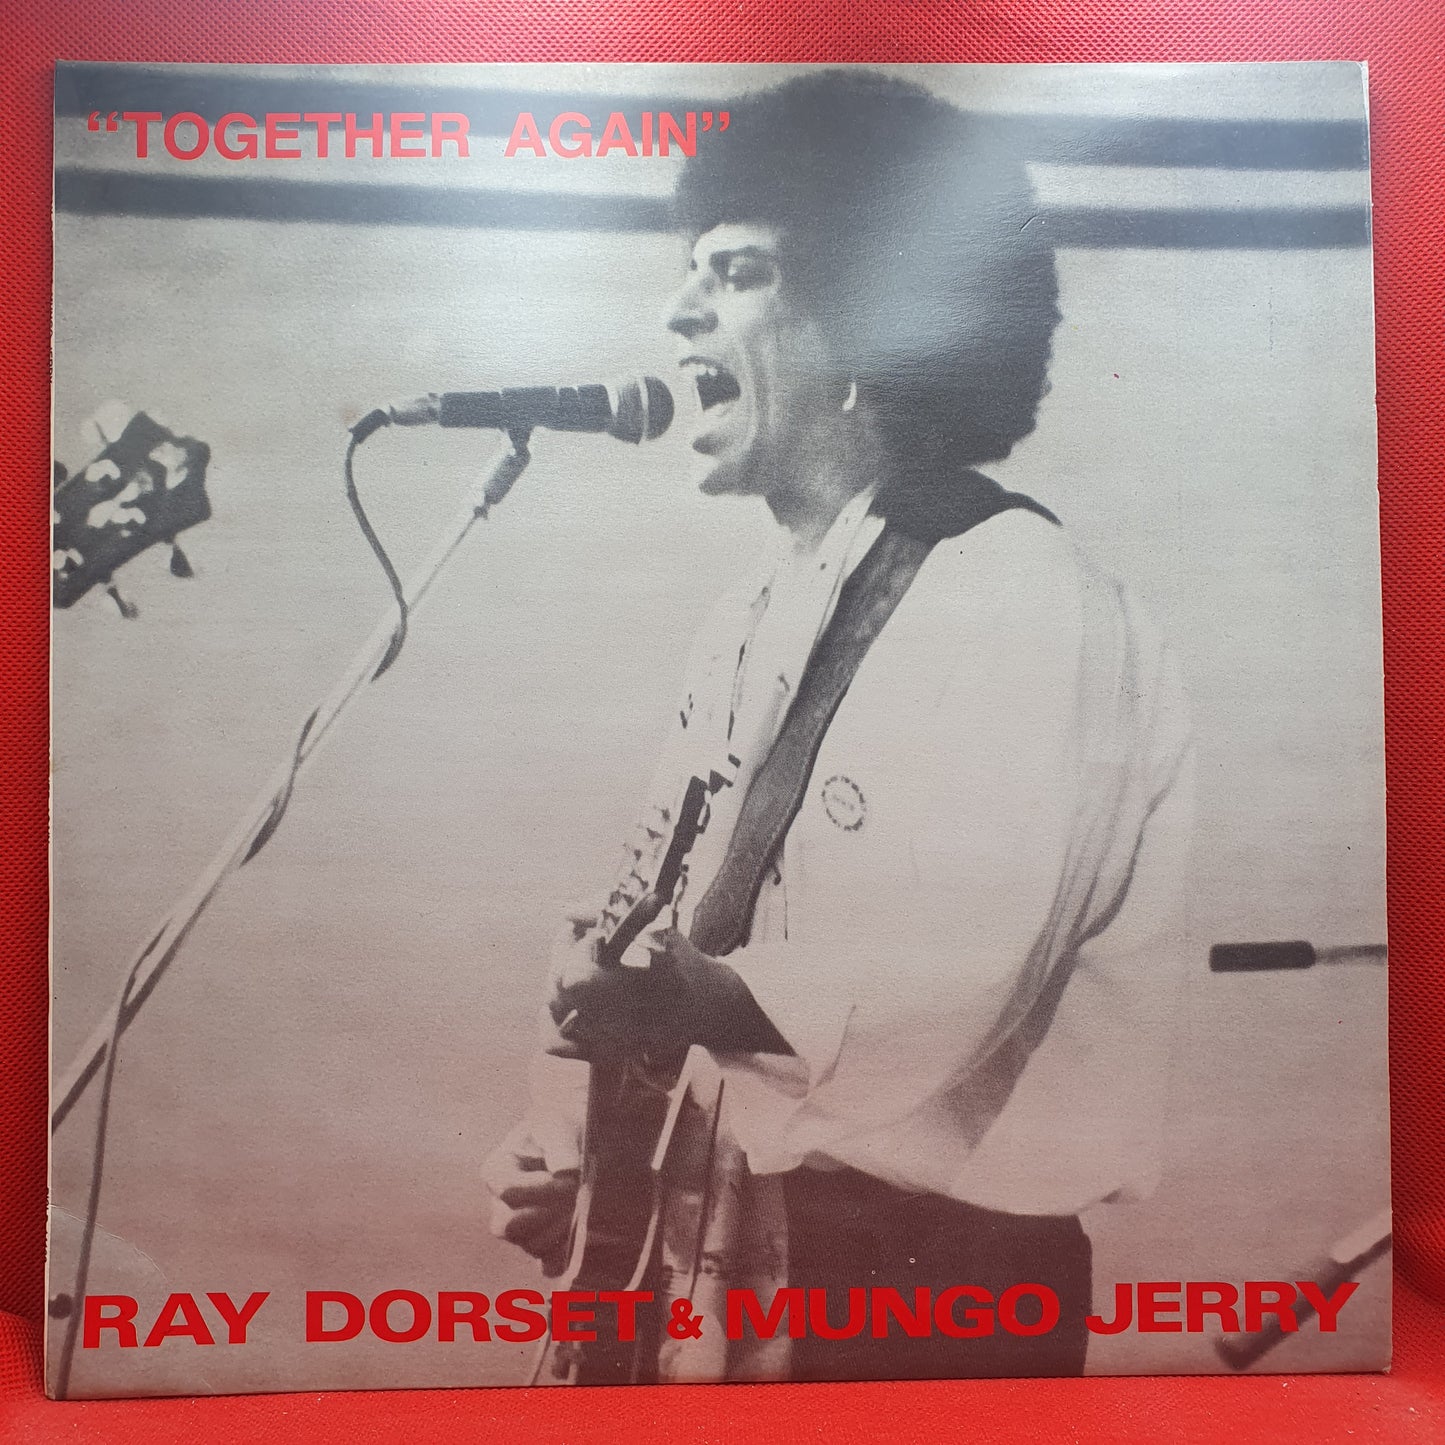 “TOGETHER AGAIN”
RAY DORSET & MUNGO JERRY